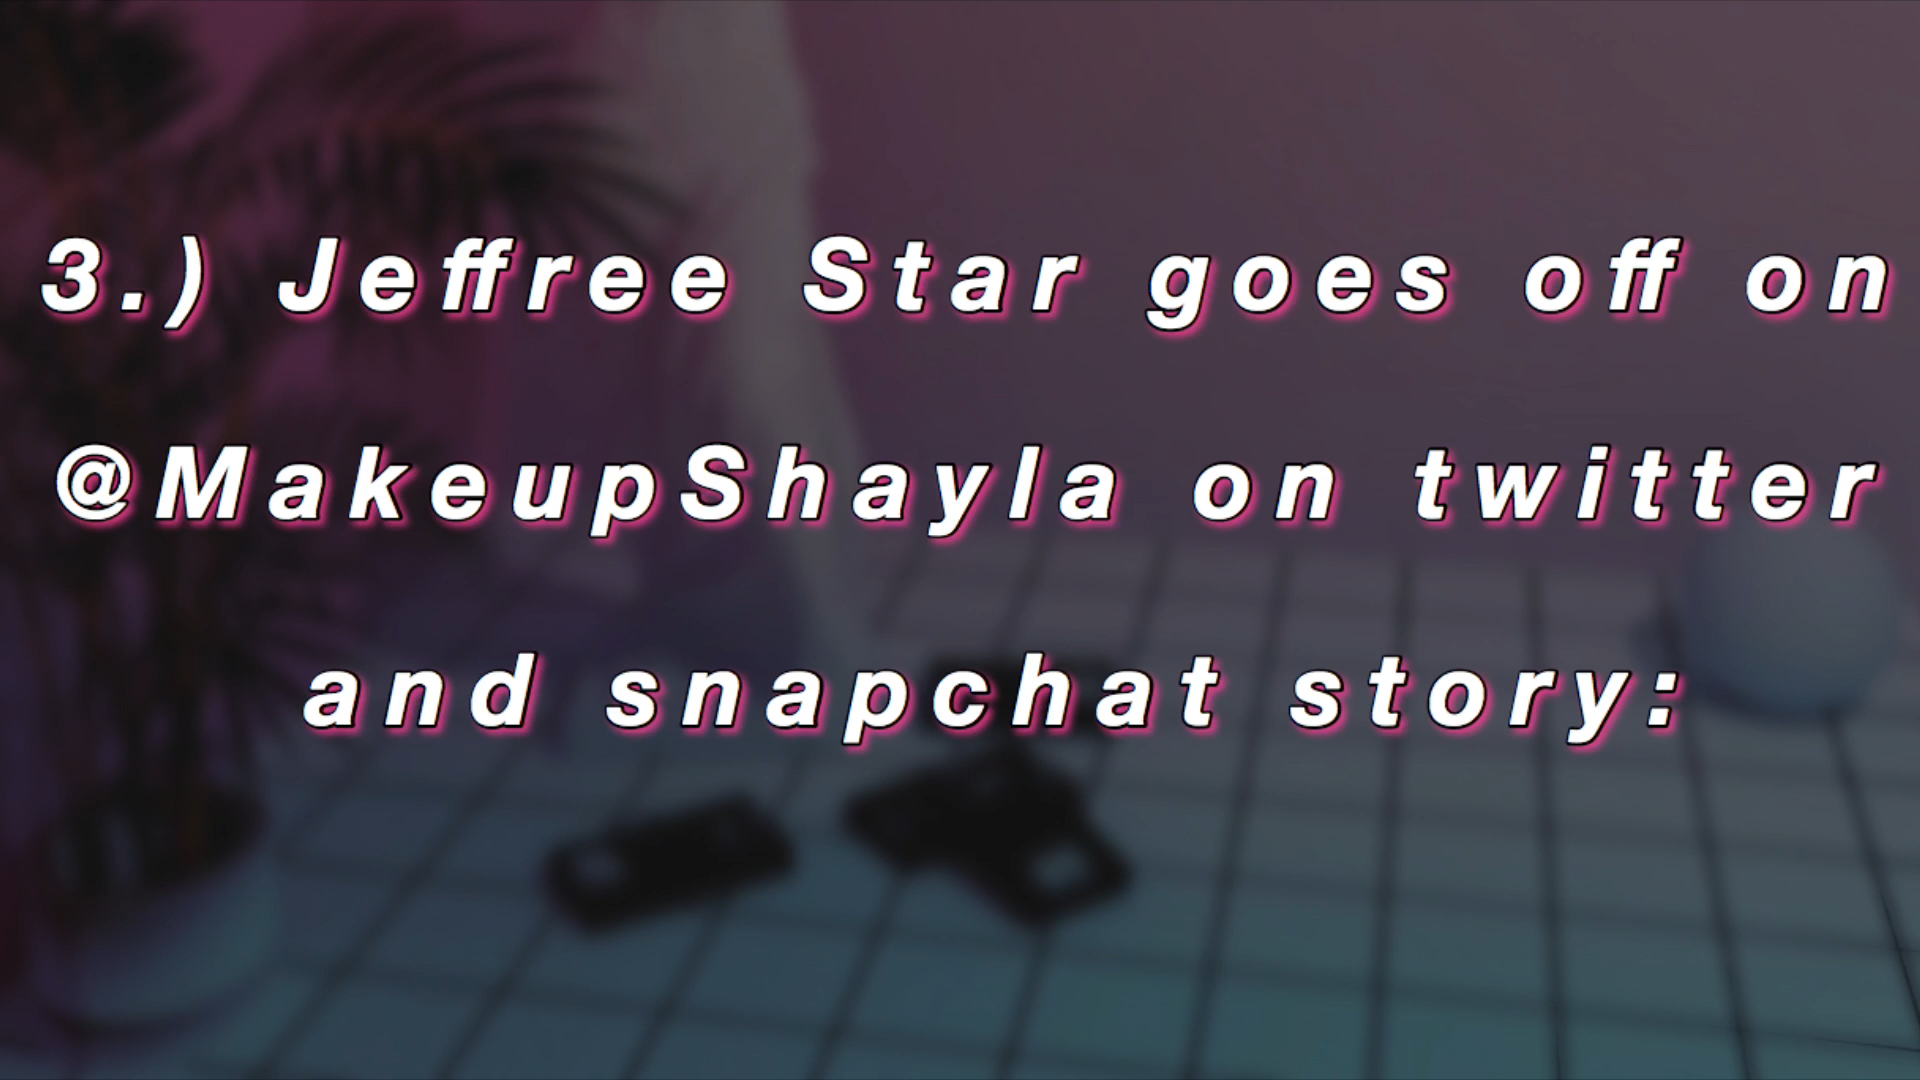 3.) Jeffree Star goes off on
@MakeupShayla on twitter
and snapchat story: